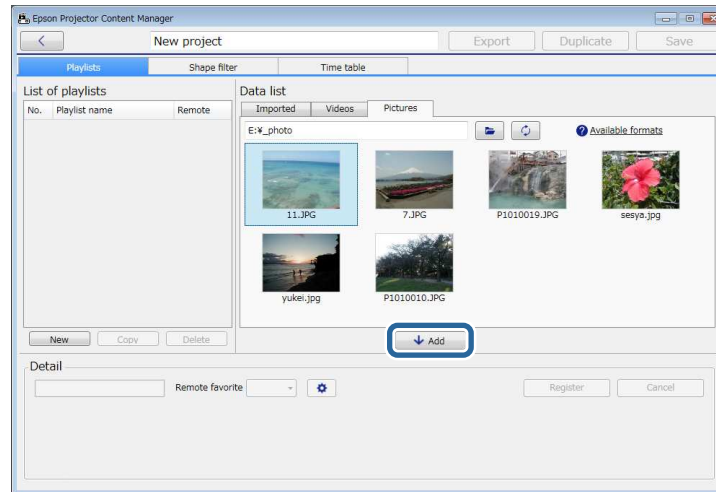 Epson Projector Content Manager
New project Export Duplicate Save
Playlists Shape filter Time table
List of playlists
No. Playlist name Remote
New Copy Delete
Data list
Imported Videos Pictures
E:¥_photo Available formats
11.JPG 7.JPG P1010019.JPG sesya.jpg
yukei.jpg P1010010.JPG
Add
Detail
Remote favorite Register Cancel